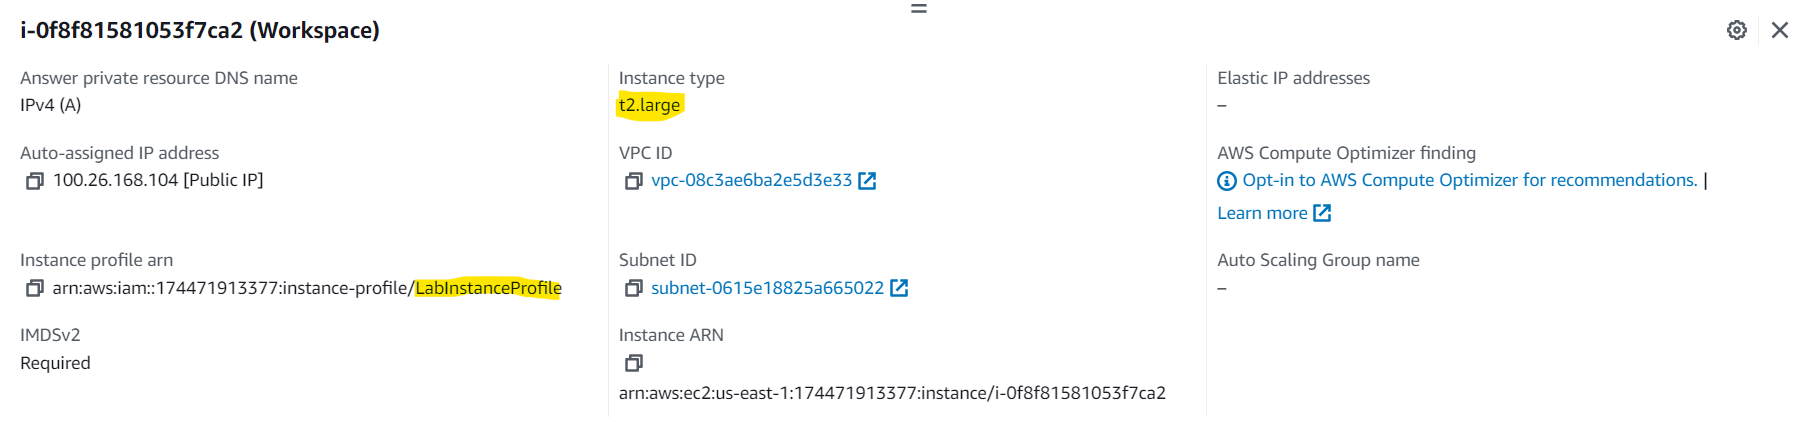 i-0f8f81581053f7ca2 (Workspace)
Answer private resource DNS name
IPv4 (A)
Auto-assigned IP address
100.26.168.104 [Public IP]
Instance profile arn
arn:aws:iam::174471913377:instance-profile/LabInstanceProfile
IMDSv2
Required
Instance type
t2.large
VPC ID
vpc-08c3ae6ba2e5d3e33
Subnet ID
subnet-0615e18825a665022
Instance ARN
arn:aws:ec2:us-east-1:174471913377:instance/i-0f8f81581053f7ca2
Elastic IP addresses
–
AWS Compute Optimizer finding
Opt-in to AWS Compute Optimizer for recommendations. |
Learn more
Auto Scaling Group name
–